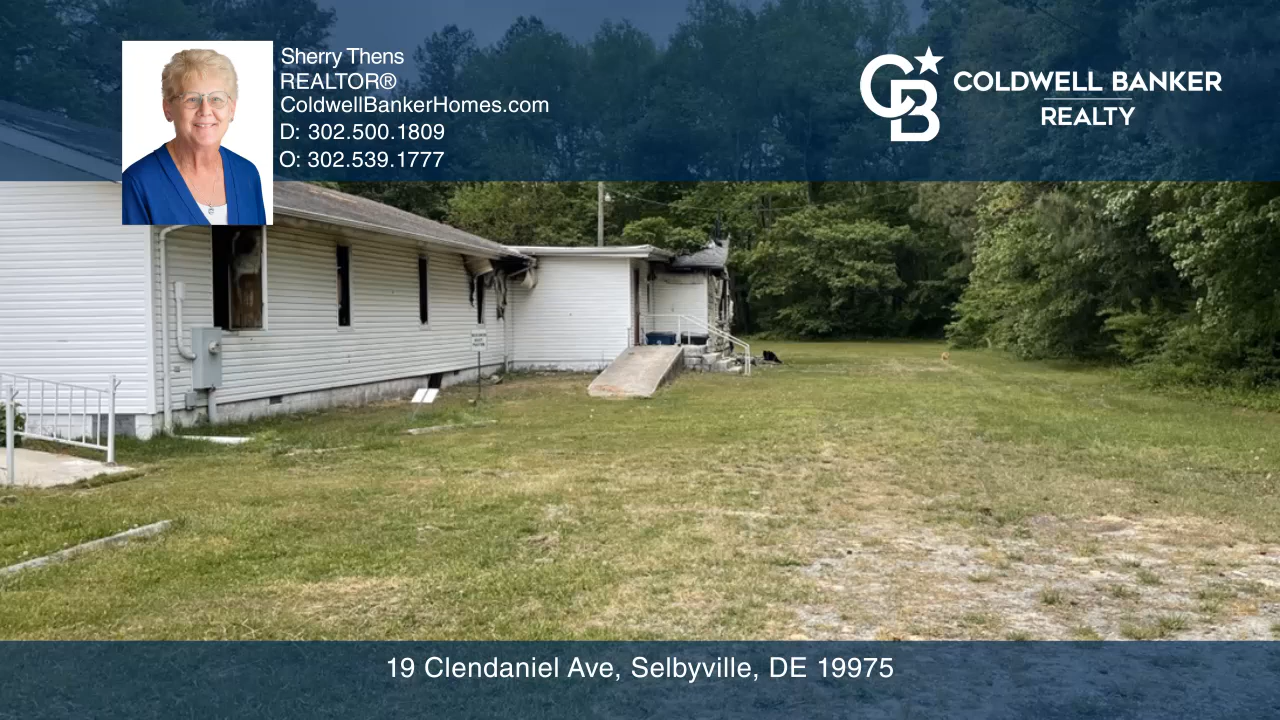 Sherry Thens
REALTOR®
ColdwellBankerHomes.com
D: 302.500.1809
O: 302.539.1777
CB
COLDWELL BANKER
REALTY
19 Clendaniel Ave, Selbyville, DE 19975